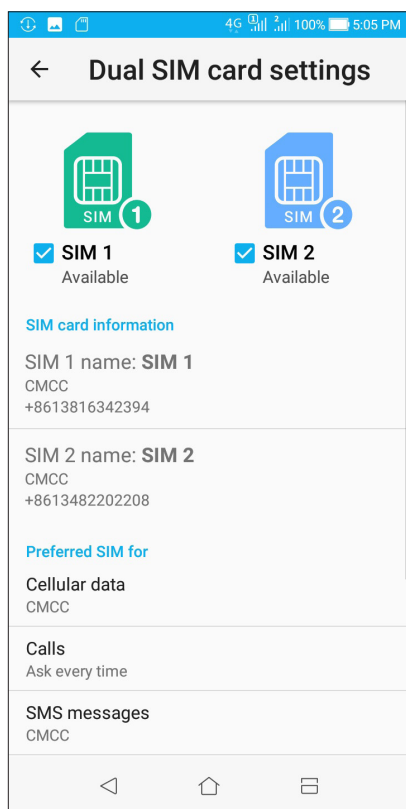 4G 1 2 100% 5:05 PM
Dual SIM card settings
SIM 1 SIM 2
SIM 1 SIM 2
Available Available
SIM card information
SIM 1 name: SIM 1
CMCC
+8613816342394
SIM 2 name: SIM 2
CMCC
+8613482202208
Preferred SIM for
Cellular data
CMCC
Calls
Ask every time
SMS messages
CMCC